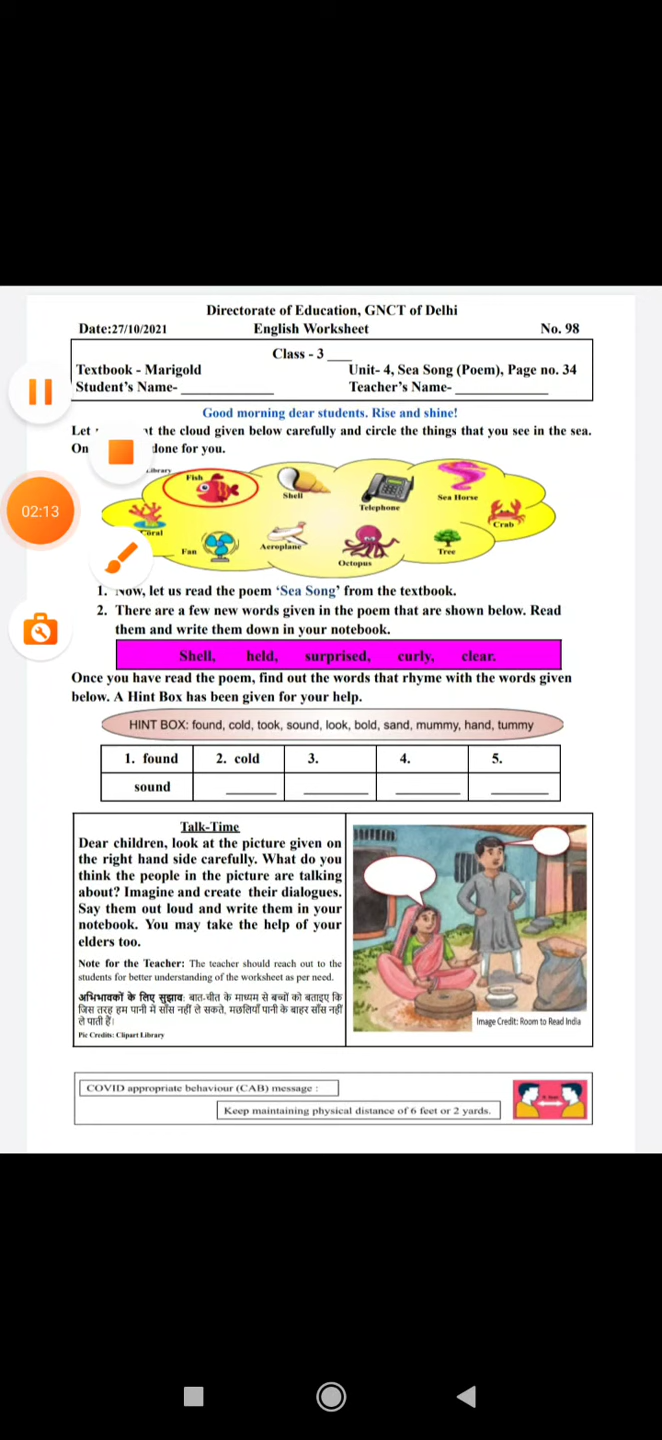 Directorate of Education, GNCT of Delhi
Date:27/10/2021 English Worksheet No. 98
Class - 3 ____
Textbook - Marigold Unit- 4, Sea Song (Poem), Page no. 34
Student's Name- ____________ Teacher's Name- ____________
Good morning dear students. Rise and shine!
Let at the cloud given below carefully and circle the things that you see in the sea.
On done for you.
Library
Fish
Shell
Telephone
Sea Horse
Crab
Coral
Fan
Aeroplane
Octopus
Tree
02:13
1. Now, let us read the poem ‘Sea Song’ from the textbook.
2. There are a few new words given in the poem that are shown below. Read
them and write them down in your notebook.
Shell, held, surprised, curly, clear.
Once you have read the poem, find out the words that rhyme with the words given
below. A Hint Box has been given for your help.
HINT BOX: found, cold, took, sound, look, bold, sand, mummy, hand, tummy
1. found 2. cold 3. 4. 5.
sound _______ _________ _________ ________
Talk-Time
Dear children, look at the picture given on
the right hand side carefully. What do you
think the people in the picture are talking
about? Imagine and create their dialogues.
Say them out loud and write them in your
notebook. You may take the help of your
elders too.
Note for the Teacher: The teacher should reach out to the
students for better understanding of the worksheet as per need.
अभिभावकों के लिए सुझाव: बात-चीत के माध्यम से बच्चों को बताइए कि
जिस तरह हम पानी में साँस नहीं ले सकते, मछलियाँ पानी के बाहर साँस नहीं
ले पाती हैं।
Pic Credits: Clipart Library
Image Credit: Room to Read India
COVID appropriate behaviour (CAB) message :
Keep maintaining physical distance of 6 feet or 2 yards.